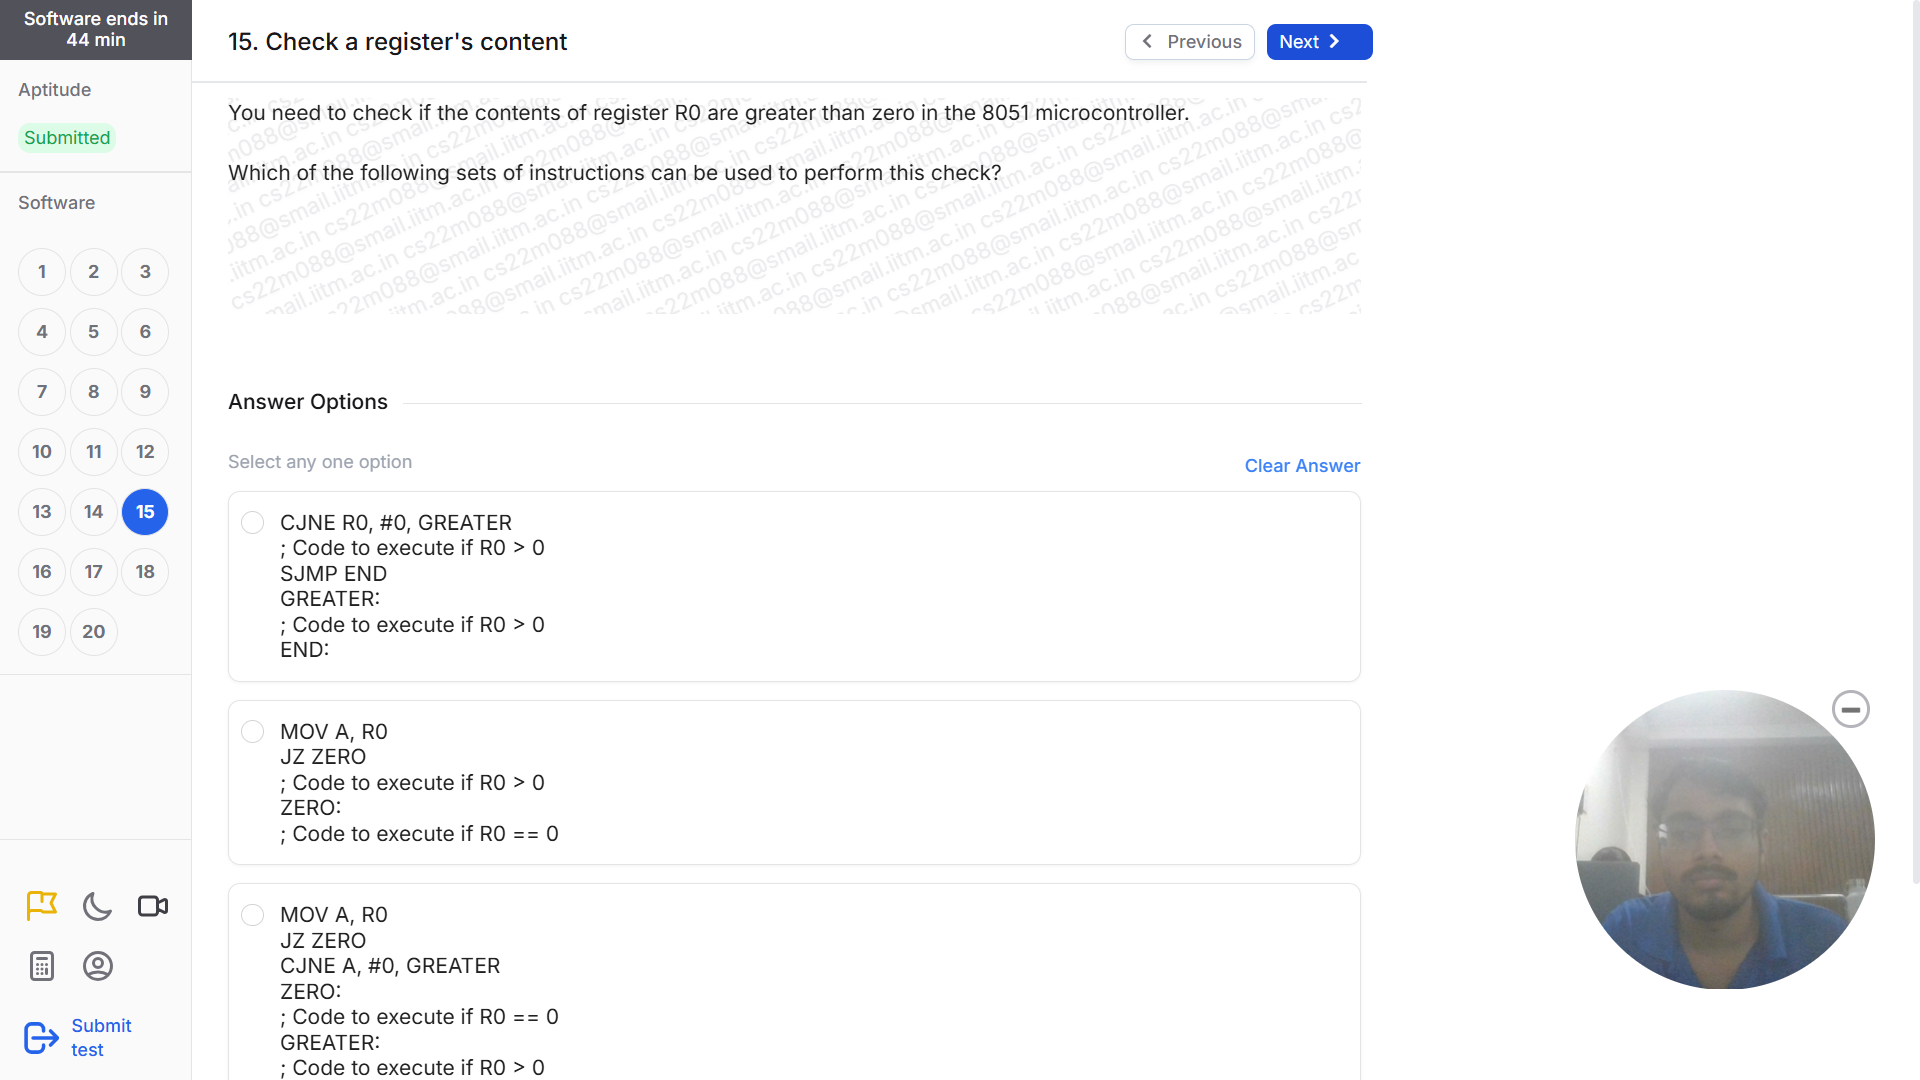 Software ends in
44 min
Aptitude
Submitted
Software
1 2 3
4 5 6
7 8 9
10 11 12
13 14 15
16 17 18
19 20
Submit
test
15. Check a register's content
Previous
Next
You need to check if the contents of register R0 are greater than zero in the 8051 microcontroller.
Which of the following sets of instructions can be used to perform this check?
Answer Options
Select any one option
Clear Answer
CJNE R0, #0, GREATER
; Code to execute if R0 > 0
SJMP END
GREATER:
; Code to execute if R0 > 0
END:
MOV A, R0
JZ ZERO
; Code to execute if R0 > 0
ZERO:
; Code to execute if R0 == 0
MOV A, R0
JZ ZERO
CJNE A, #0, GREATER
ZERO:
; Code to execute if R0 == 0
GREATER:
; Code to execute if R0 > 0